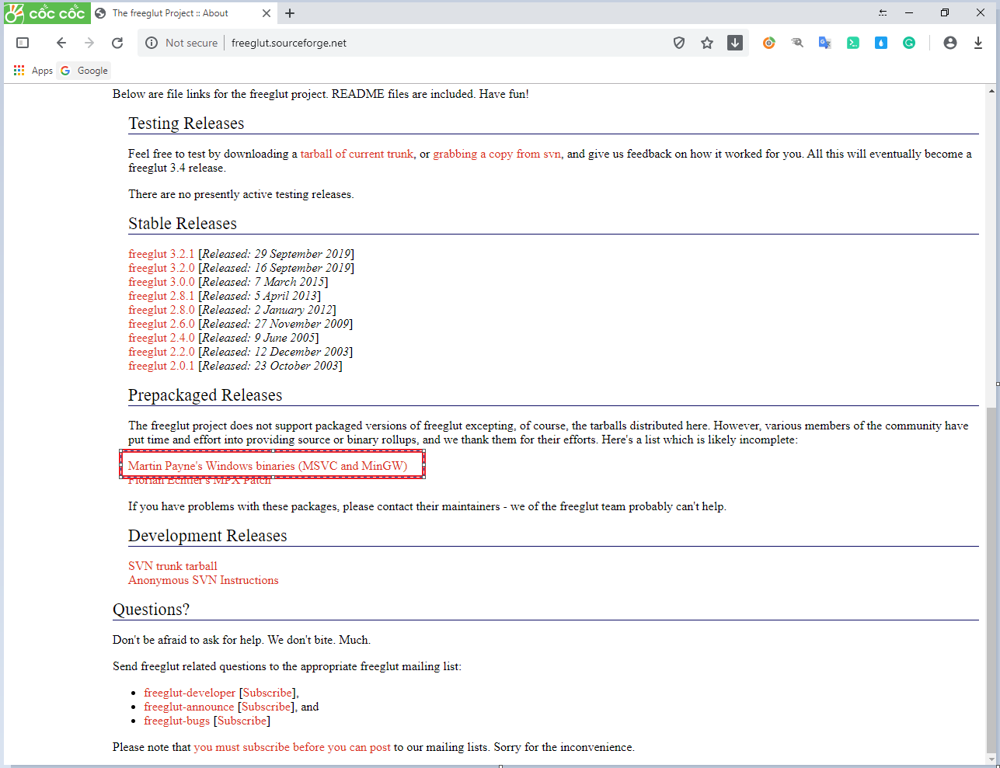 cốc cốc
The freeglut Project :: About
Not secure
freeglut.sourceforge.net
Apps
Google
Below are file links for the freeglut project. README files are included. Have fun!
Testing Releases
Feel free to test by downloading a tarball of current trunk, or grabbing a copy from svn, and give us feedback on how it worked for you. All this will eventually become a
freeglut 3.4 release.
There are no presently active testing releases.
Stable Releases
freeglut 3.2.1 [Released: 29 September 2019]
freeglut 3.2.0 [Released: 16 September 2019]
freeglut 3.0.0 [Released: 7 March 2015]
freeglut 2.8.1 [Released: 5 April 2013]
freeglut 2.8.0 [Released: 2 January 2012]
freeglut 2.6.0 [Released: 27 November 2009]
freeglut 2.4.0 [Released: 9 June 2005]
freeglut 2.2.0 [Released: 12 December 2003]
freeglut 2.0.1 [Released: 23 October 2003]
Prepackaged Releases
The freeglut project does not support packaged versions of freeglut excepting, of course, the tarballs distributed here. However, various members of the community have
put time and effort into providing source or binary rollups, and we thank them for their efforts. Here's a list which is likely incomplete:
Martin Payne's Windows binaries (MSVC and MinGW)
Florian Echtler's MPX Patch
If you have problems with these packages, please contact their maintainers - we of the freeglut team probably can't help.
Development Releases
SVN trunk tarball
Anonymous SVN Instructions
Questions?
Don't be afraid to ask for help. We don't bite. Much.
Send freeglut related questions to the appropriate freeglut mailing list:
freeglut-developer [Subscribe],
freeglut-announce [Subscribe], and
freeglut-bugs [Subscribe]
Please note that you must subscribe before you can post to our mailing lists. Sorry for the inconvenience.